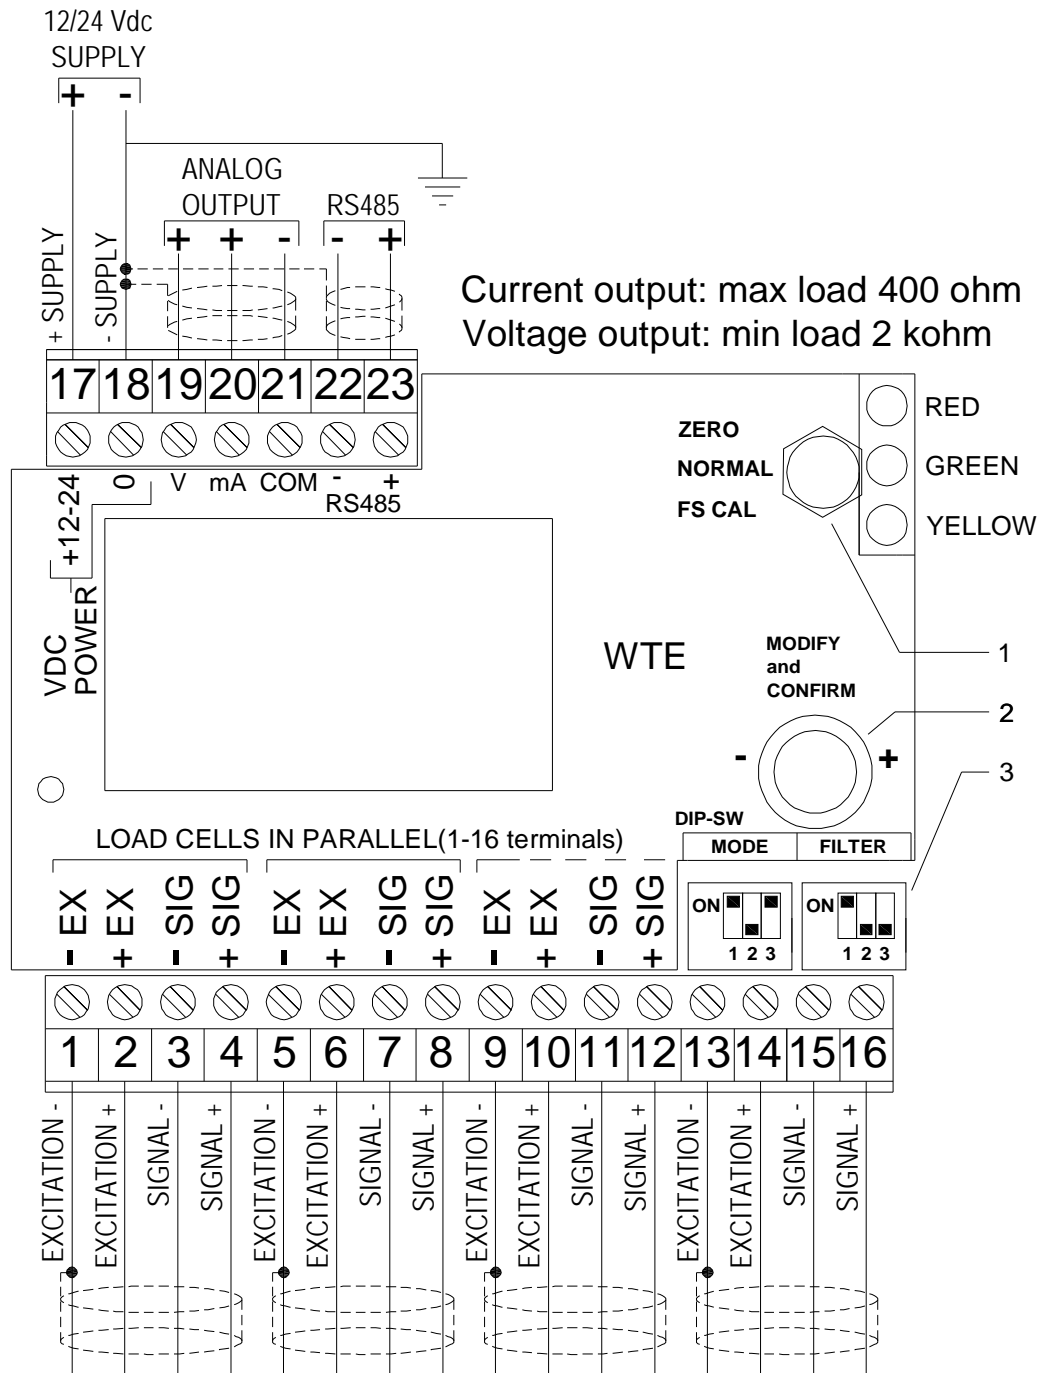 12/24 Vdc
SUPPLY
+ -
ANALOG
OUTPUT
RS485
+ + - - +
+ SUPPLY
- SUPPLY
Current output: max load 400 ohm
Voltage output: min load 2 kohm
17 18 19 20 21 22 23
+12-24
0
V mA COM - +
RS485
VDC
POWER
ZERO
NORMAL
FS CAL
RED
GREEN
YELLOW
WTE
MODIFY
and
CONFIRM
- +
1
2
3
DIP-SW
MODE FILTER
ON
1 2 3
ON
1 2 3
LOAD CELLS IN PARALLEL(1-16 terminals)
- EX
+ EX
- SIG
+ SIG
- EX
+ EX
- SIG
+ SIG
- EX
+ EX
- SIG
+ SIG
1 2 3 4 5 6 7 8 9 10 11 12 13 14 15 16
EXCITATION -
EXCITATION +
SIGNAL -
SIGNAL +
EXCITATION -
EXCITATION +
SIGNAL -
SIGNAL +
EXCITATION -
EXCITATION +
SIGNAL -
SIGNAL +
EXCITATION -
EXCITATION +
SIGNAL -
SIGNAL +